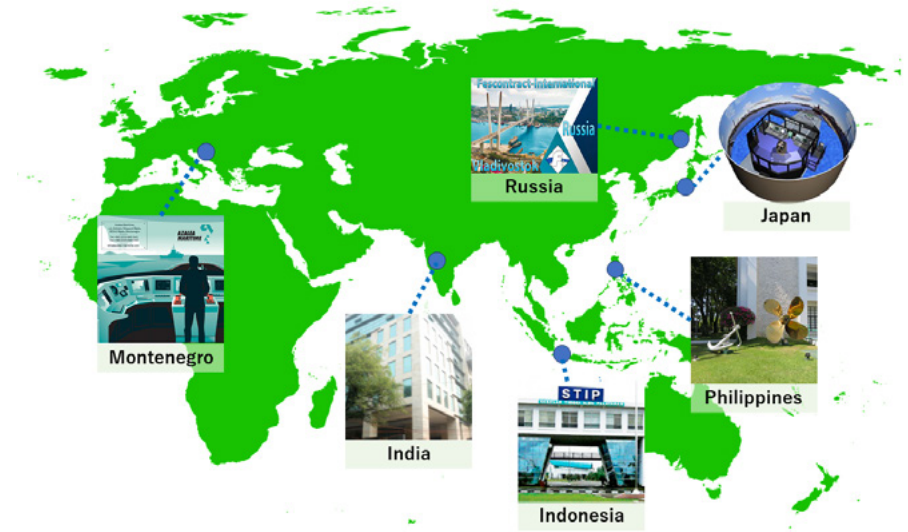 Fescontract-International
Russia
Vladivostok
Russia
Japan
AZALEA
MARITIME
Montenegro
India
Philippines
STIP
Indonesia